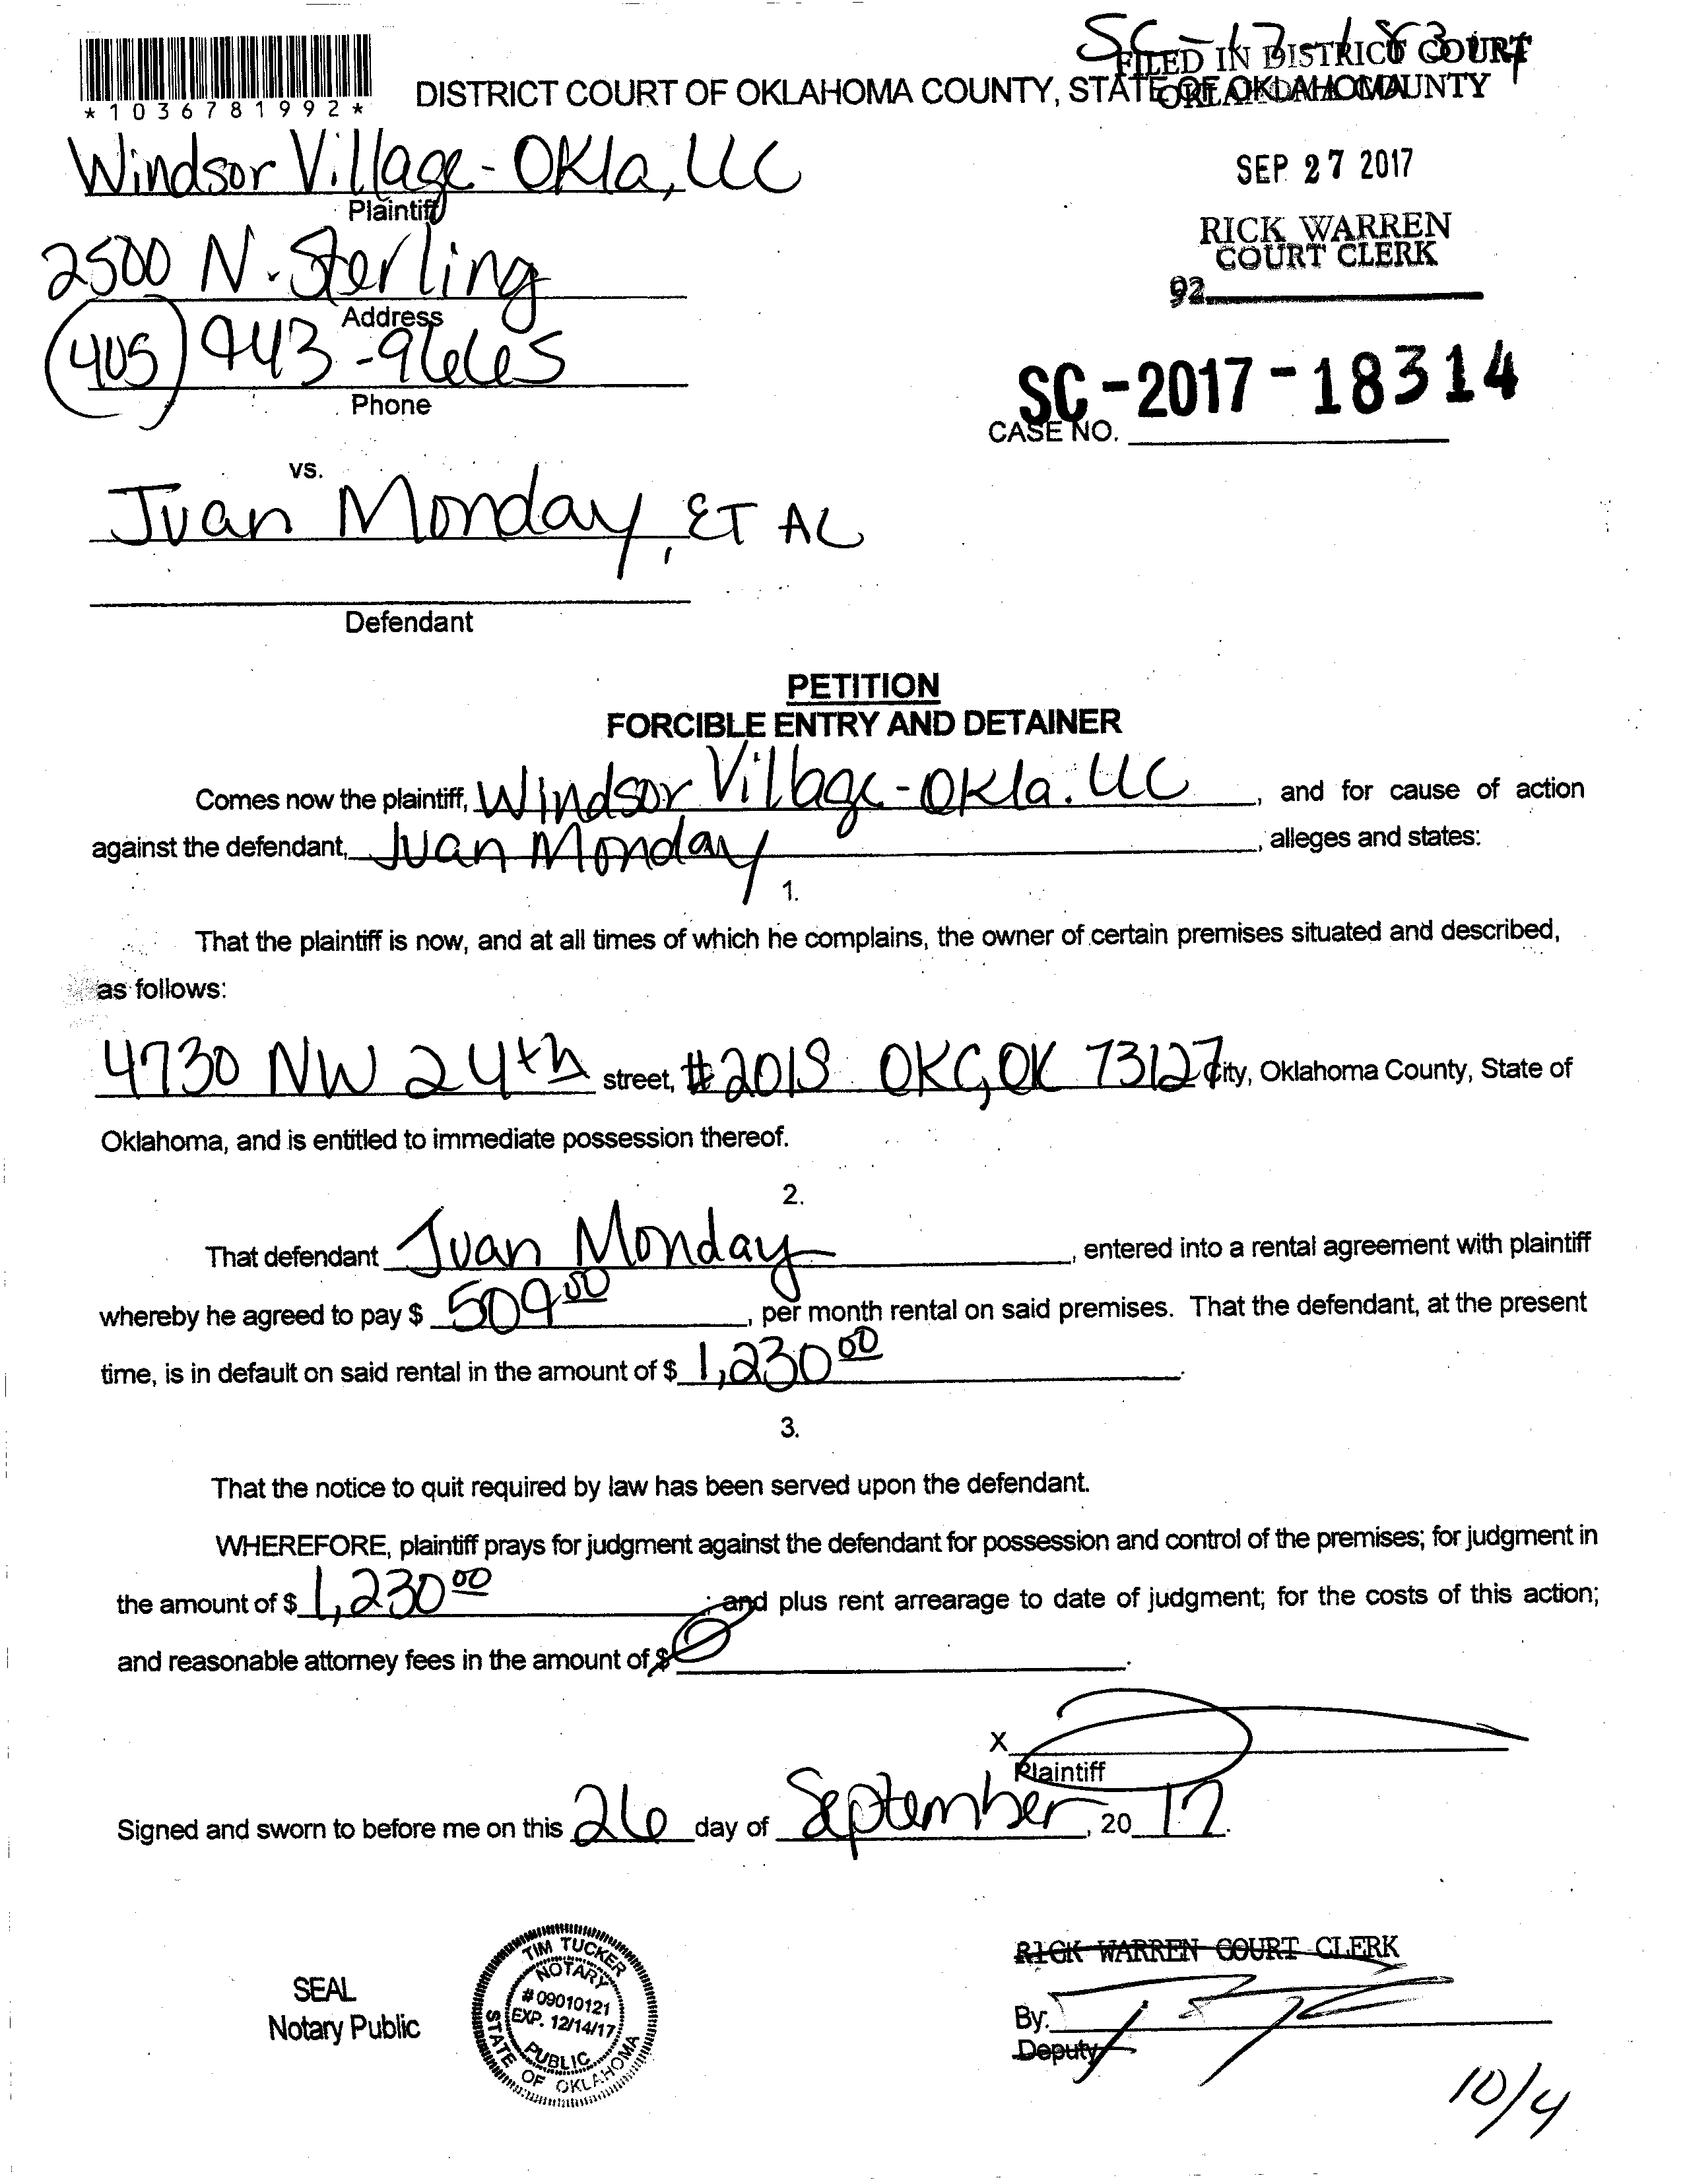 SC-17-18314
FILED IN DISTRICT COURT
OKLAHOMA COUNTY
*1036781992*
DISTRICT COURT OF OKLAHOMA COUNTY, STATE OF OKLAHOMA
Windsor Village-Okla, LLC
Plaintiff
SEP 27 2017
RICK WARREN
COURT CLERK
92
2500 N. Sterling
Address
(405) 943-9665
Phone
SC-2017-18314
CASE NO.
vs.
Juan Monday, ET AL
Defendant
PETITION
FORCIBLE ENTRY AND DETAINER
Comes now the plaintiff, Windsor Village-Okla. LLC, and for cause of action
against the defendant, Juan Monday, alleges and states:
1.
That the plaintiff is now, and at all times of which he complains, the owner of certain premises situated and described,
as follows:
4730 NW 24th street, #2018 OKC, OK 73127 City, Oklahoma County, State of
Oklahoma, and is entitled to immediate possession thereof.
2.
That defendant Juan Monday, entered into a rental agreement with plaintiff
whereby he agreed to pay $ 509 00, per month rental on said premises. That the defendant, at the present
time, is in default on said rental in the amount of $ 1,230 00.
3.
That the notice to quit required by law has been served upon the defendant.
WHEREFORE, plaintiff prays for judgment against the defendant for possession and control of the premises; for judgment in
the amount of $ 1,230 00; and plus rent arrearage to date of judgment; for the costs of this action;
and reasonable attorney fees in the amount of $ 0.
X
Plaintiff
Signed and sworn to before me on this 26 day of September, 20 17.
SEAL
Notary Public
TIM TUCKER
NOTARY
#09010121
EXP. 12/14/17
PUBLIC
STATE OF OKLAHOMA
RICK WARREN COURT CLERK
By:
Deputy
10/4